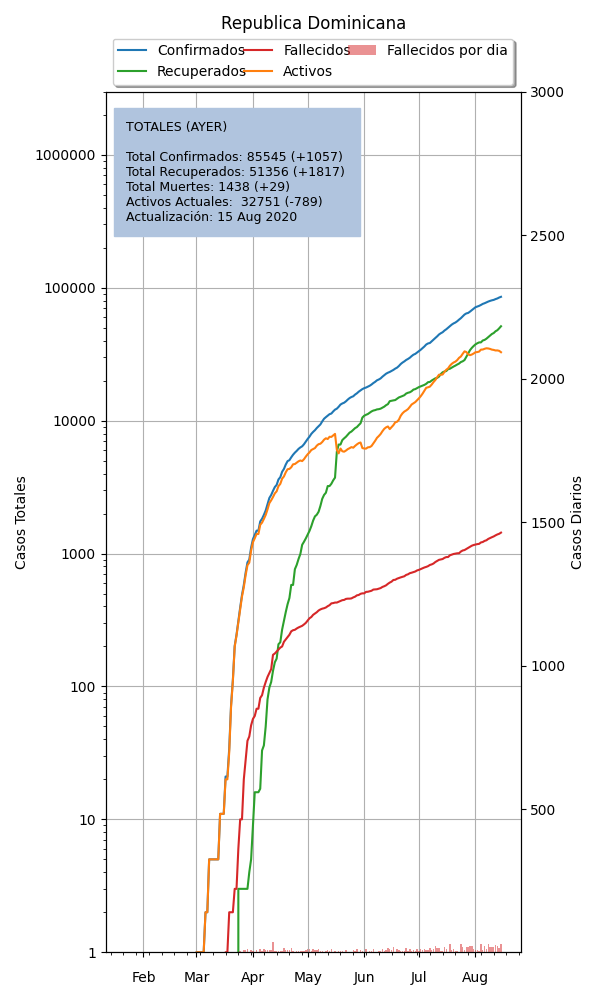 Republica Dominicana
Confirmados
Recuperados
Fallecidos
Activos
Fallecidos por dia
TOTALES (AYER)
Total Confirmados: 85545 (+1057)
Total Recuperados: 51356 (+1817)
Total Muertes: 1438 (+29)
Activos Actuales:  32751 (-789)
Actualización: 15 Aug 2020
Casos Totales
1000000
100000
10000
1000
100
10
1
Casos Diarios
3000
2500
2000
1500
1000
500
Feb Mar Apr May Jun Jul Aug